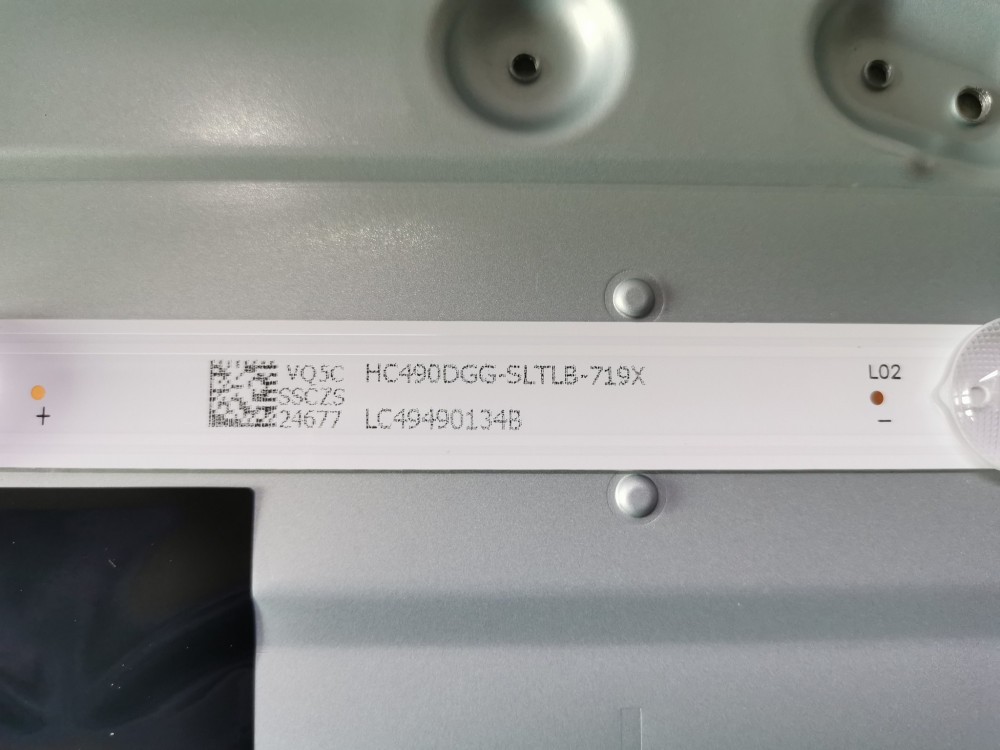 VQ5C
SSCZS
24677
HC490DGG-SLTLB-719X
LC49490134B
L02
+
−